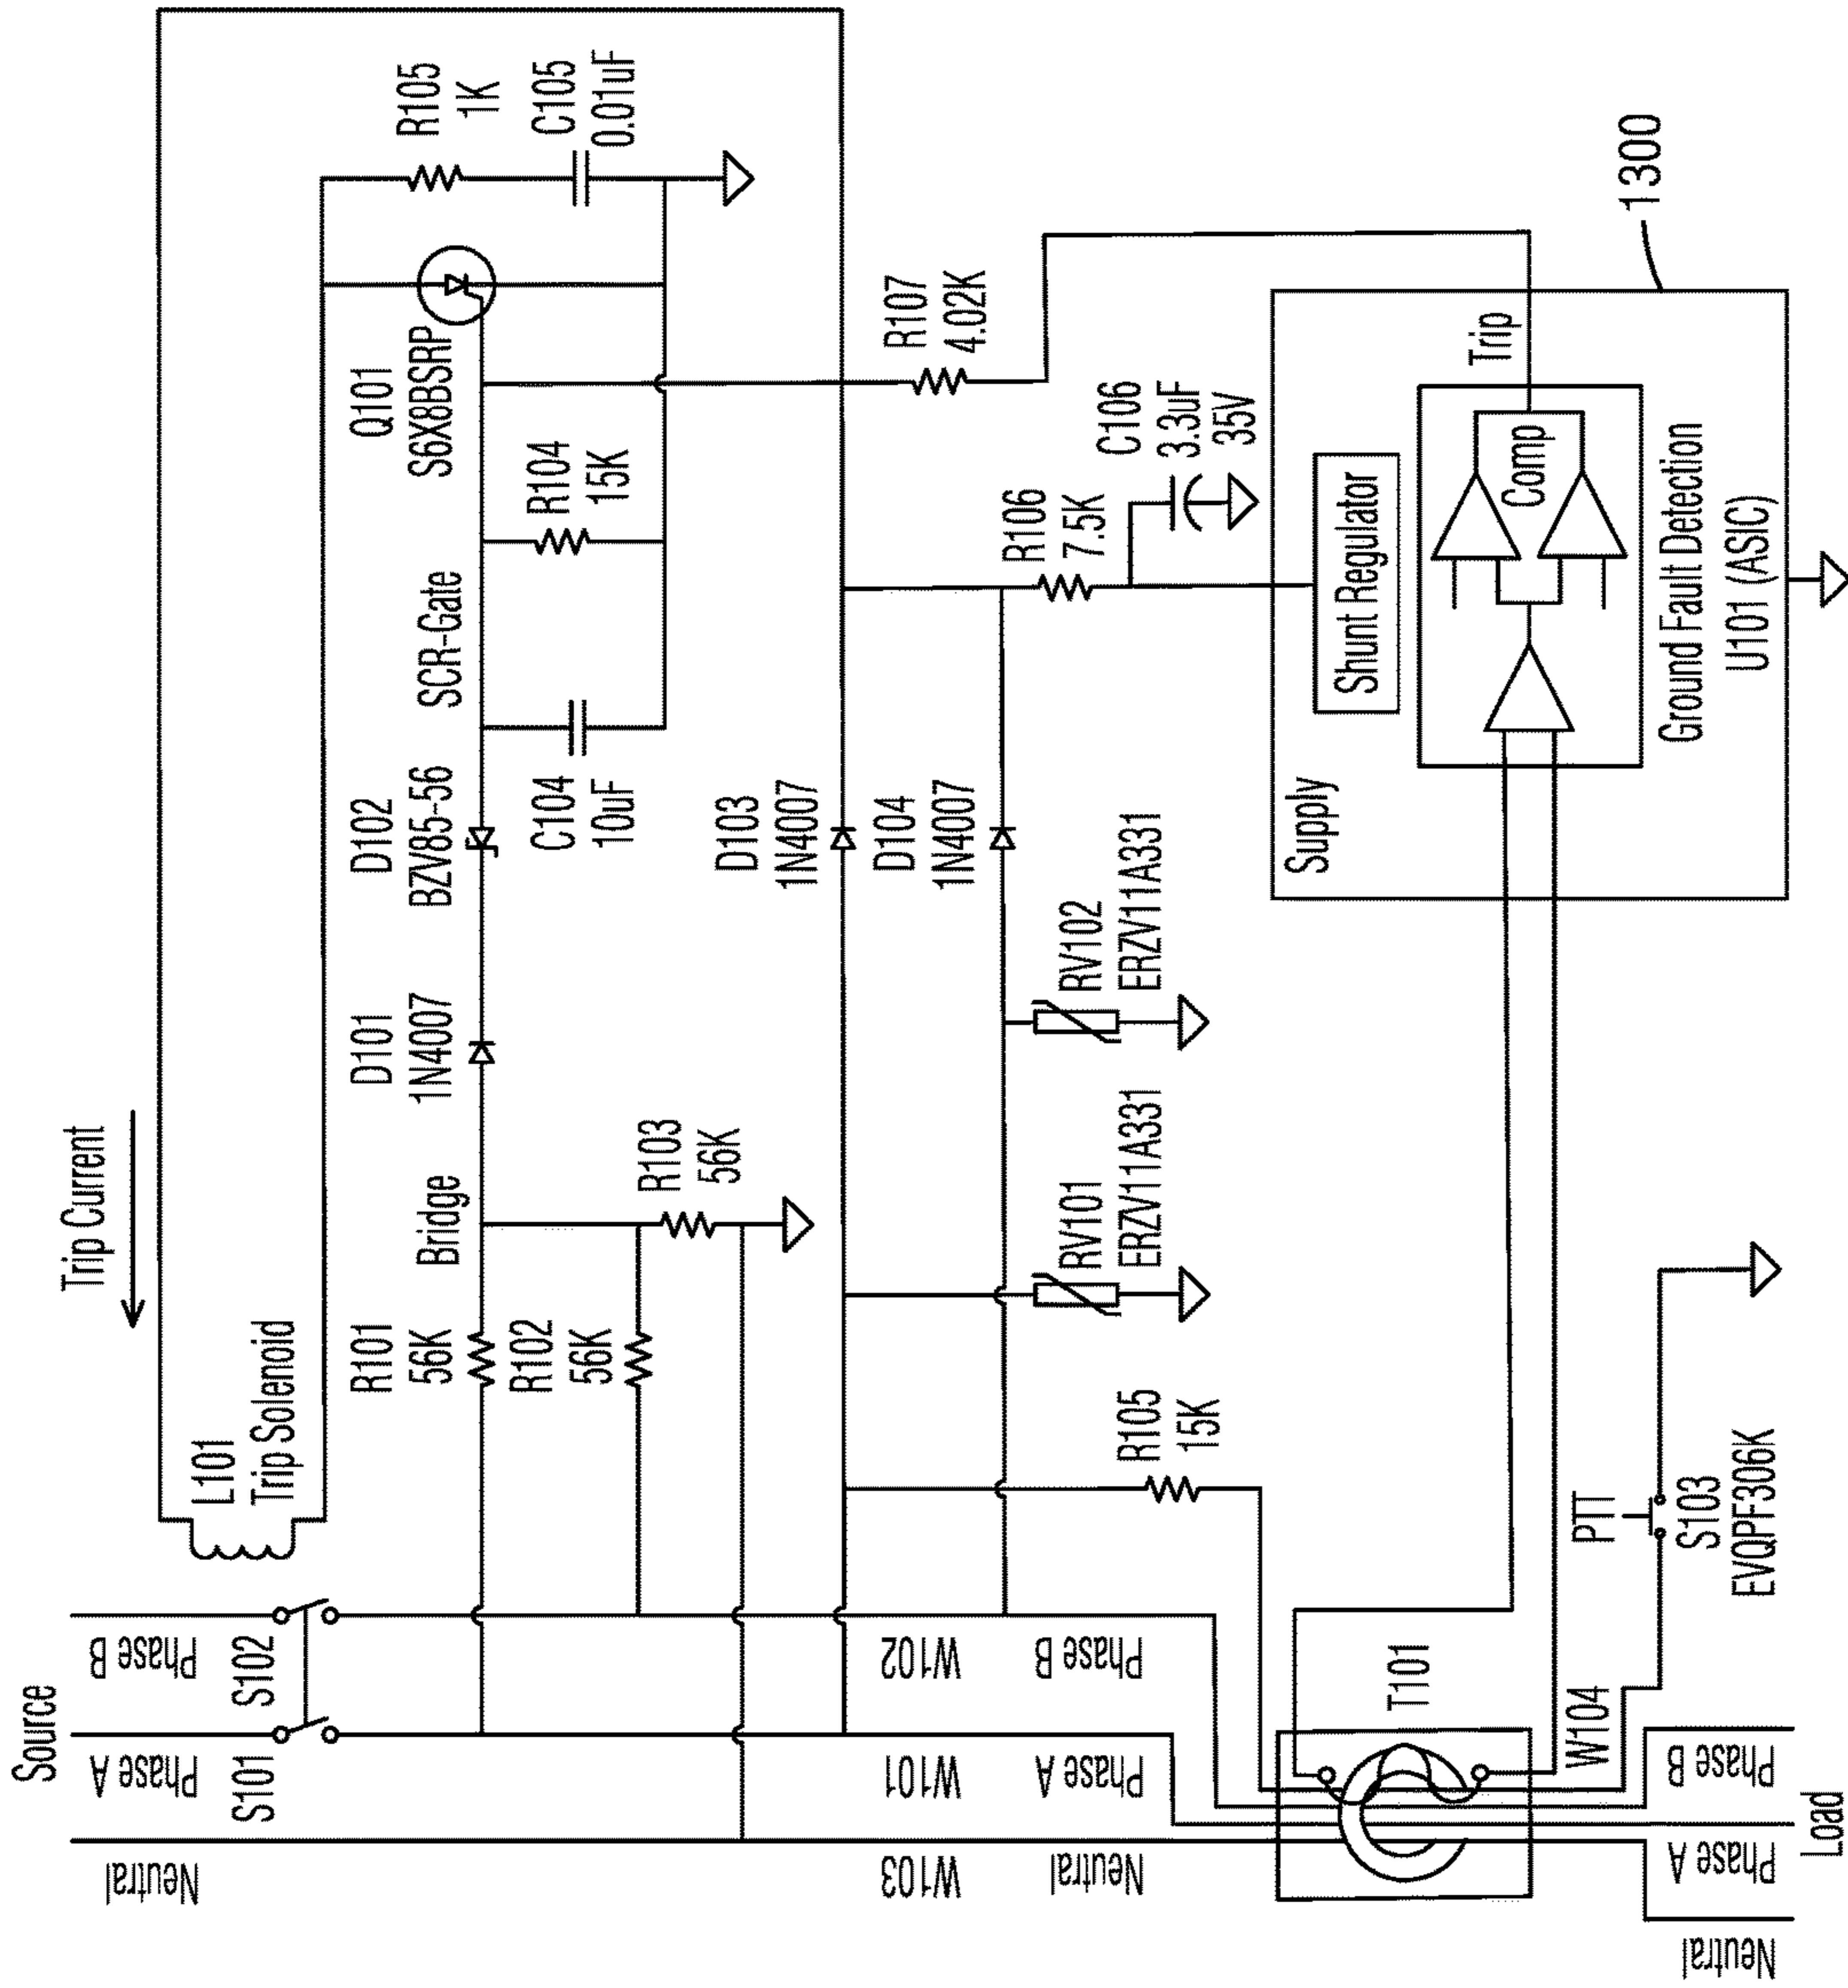 Source
Phase B
S102
Phase A
S101
Neutral
W102
Phase B
W101
Phase A
W103
Neutral
Trip Current
L101
Trip Solenoid
R101
56K
R102
56K
Bridge
R103
56K
D101
1N4007
D102
BZV85-56
C104
10uF
SCR-Gate
R104
15K
Q101
S6X8BSRP
R105
1K
C105
0.01uF
D103
1N4007
D104
1N4007
RV101
ERZV11A331
RV102
ERZV11A331
R105
15K
R106
7.5K
C106
3.3uF
35V
R107
4.02K
1300
Supply
Shunt Regulator
Trip
Comp
Ground Fault Detection
U101 (ASIC)
T101
W104
PTT
S103
EVQPF306K
Phase B
Phase A
Neutral
Load